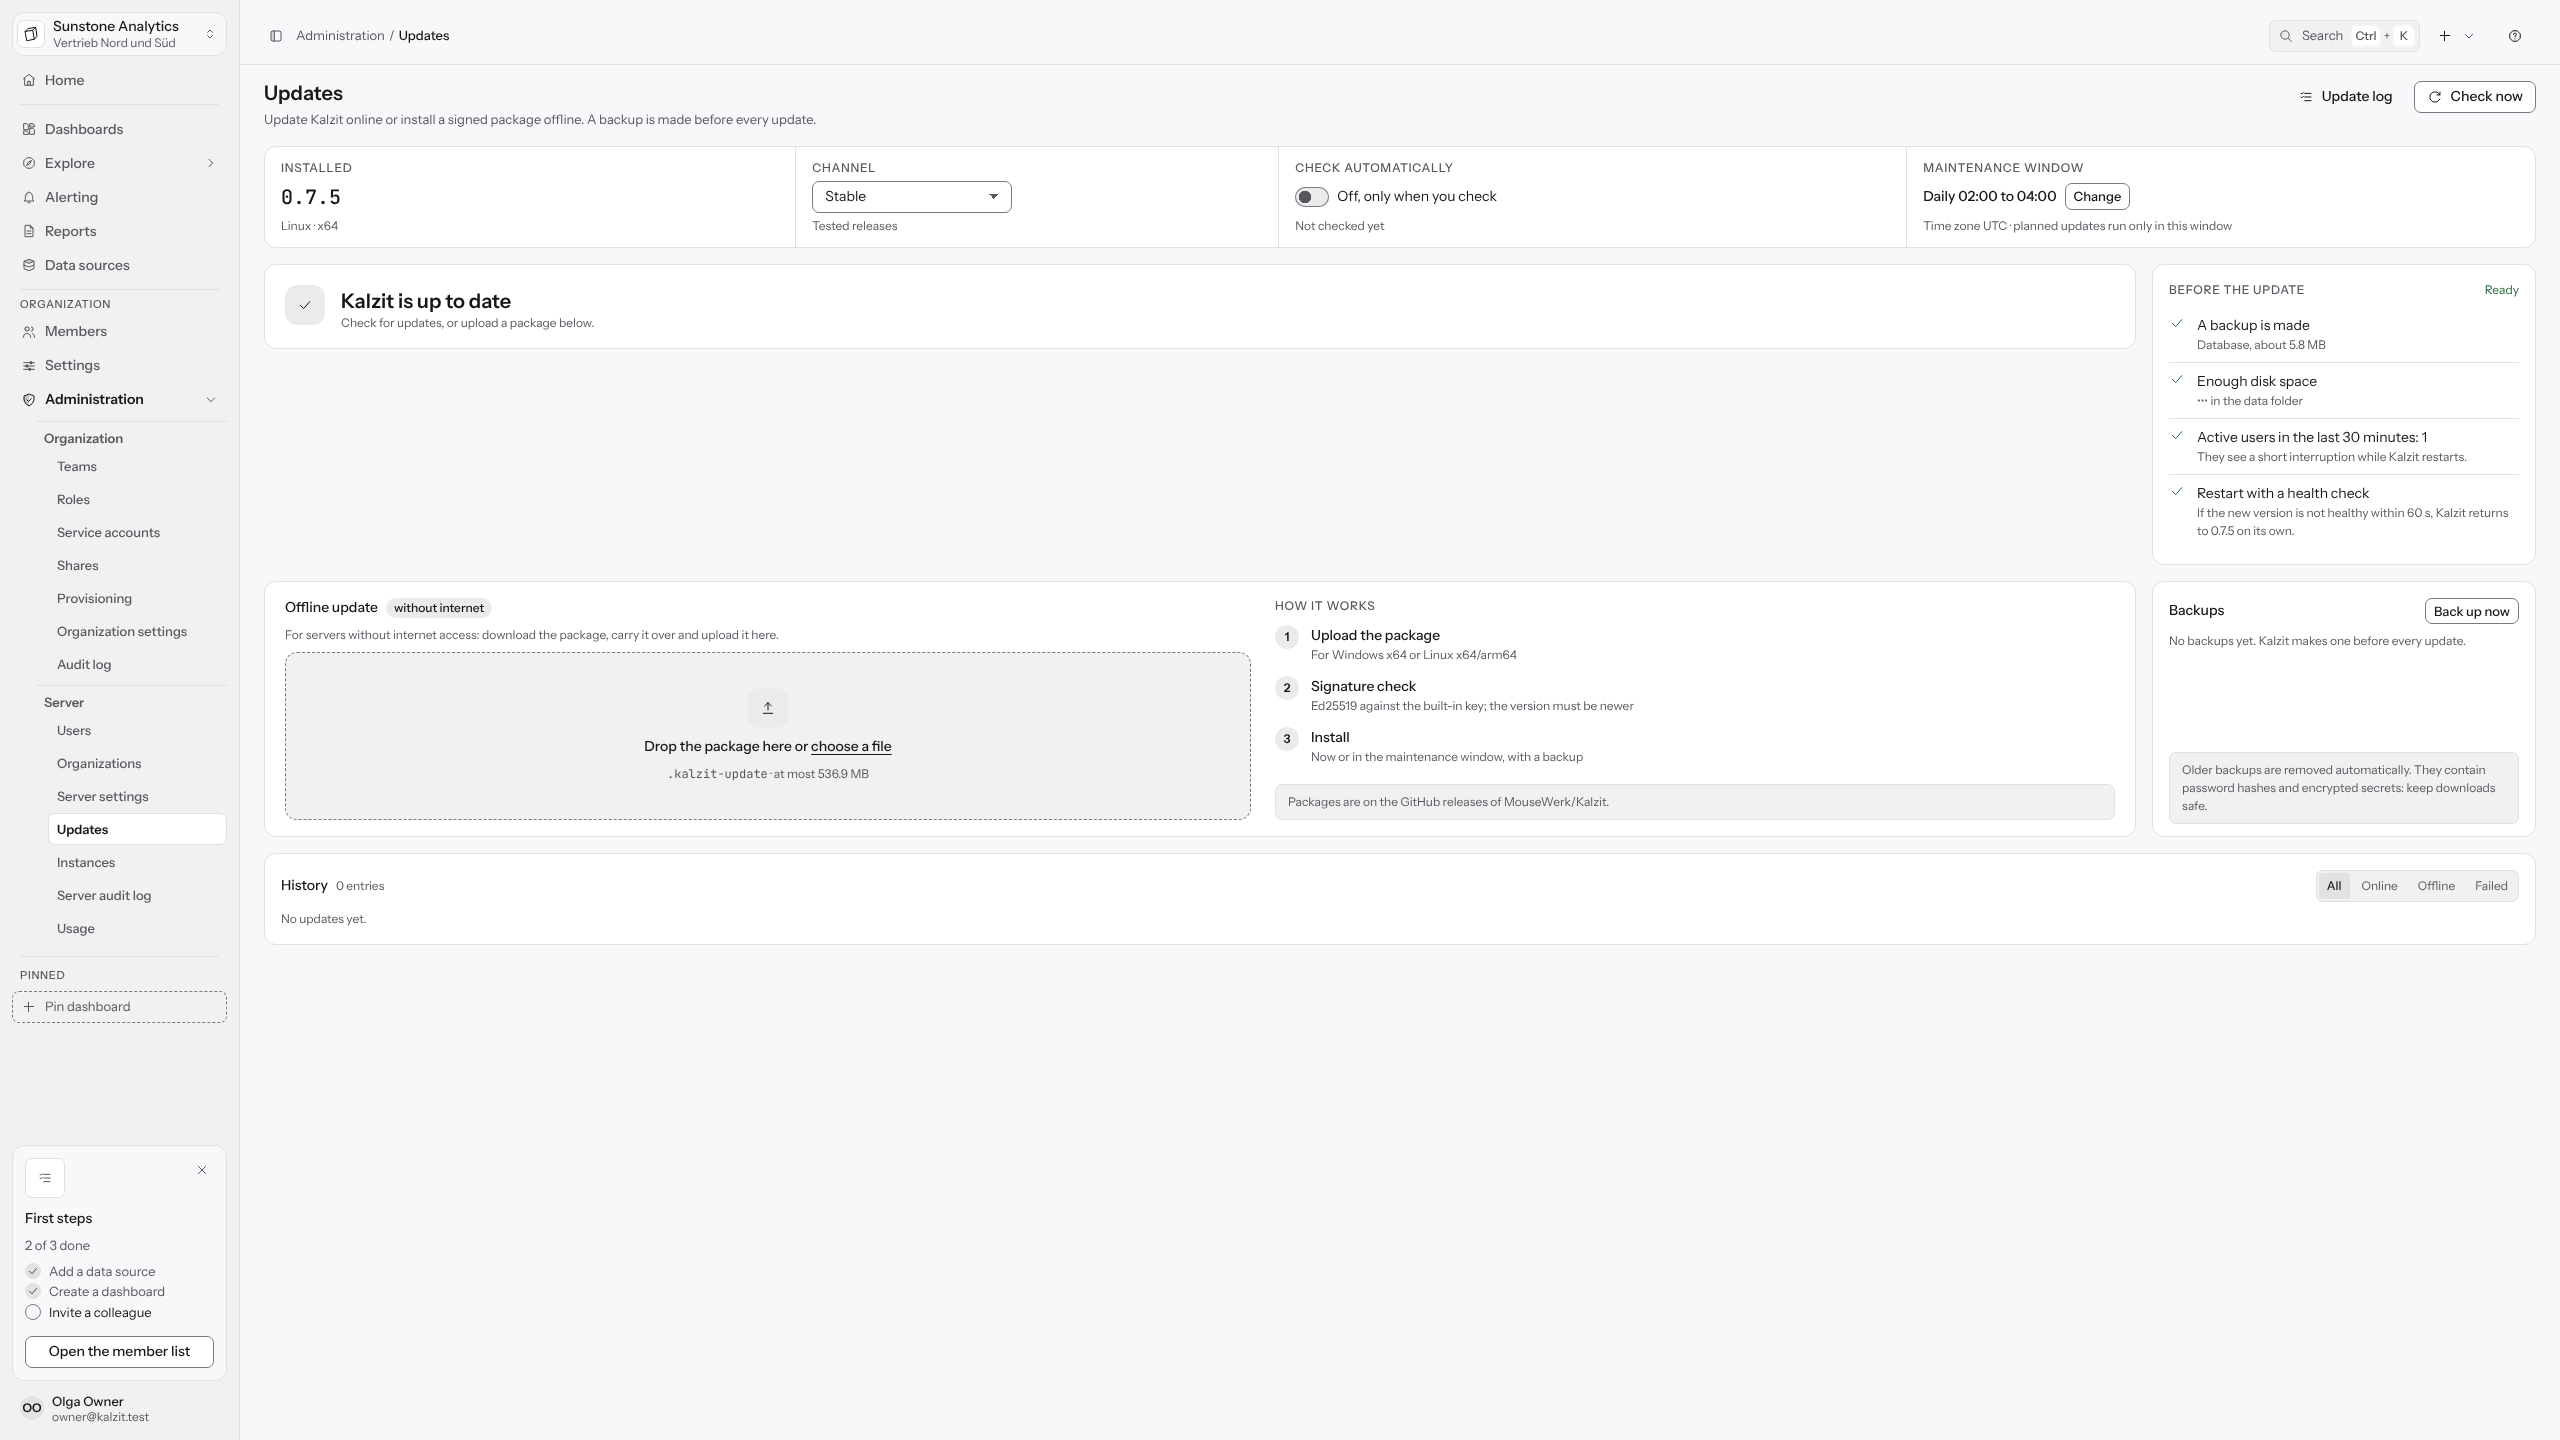 Sunstone Analytics
Vertrieb Nord und Süd
Home
Dashboards
Explore
Alerting
Reports
Data sources
ORGANIZATION
Members
Settings
Administration
Organization
Teams
Roles
Service accounts
Shares
Provisioning
Organization settings
Audit log
Server
Users
Organizations
Server settings
Updates
Instances
Server audit log
Usage
PINNED
Pin dashboard
First steps
2 of 3 done
Add a data source
Create a dashboard
Invite a colleague
Open the member list
OO
Olga Owner
owner@kalzit.test
Administration / Updates
Search Ctrl + K
Updates
Update Kalzit online or install a signed package offline. A backup is made before every update.
Update log
Check now
INSTALLED
0.7.5
Linux · x64
CHANNEL
Stable
Tested releases
CHECK AUTOMATICALLY
Off, only when you check
Not checked yet
MAINTENANCE WINDOW
Daily 02:00 to 04:00 Change
Time zone UTC · planned updates run only in this window
Kalzit is up to date
Check for updates, or upload a package below.
BEFORE THE UPDATE Ready
A backup is made
Database, about 5.8 MB
Enough disk space
··· in the data folder
Active users in the last 30 minutes: 1
They see a short interruption while Kalzit restarts.
Restart with a health check
If the new version is not healthy within 60 s, Kalzit returns
to 0.7.5 on its own.
Offline update without internet
For servers without internet access: download the package, carry it over and upload it here.
Drop the package here or choose a file
.kalzit-update · at most 536.9 MB
HOW IT WORKS
1 Upload the package
For Windows x64 or Linux x64/arm64
2 Signature check
Ed25519 against the built-in key; the version must be newer
3 Install
Now or in the maintenance window, with a backup
Packages are on the GitHub releases of MouseWerk/Kalzit.
Backups Back up now
No backups yet. Kalzit makes one before every update.
Older backups are removed automatically. They contain
password hashes and encrypted secrets: keep downloads
safe.
History 0 entries
All Online Offline Failed
No updates yet.